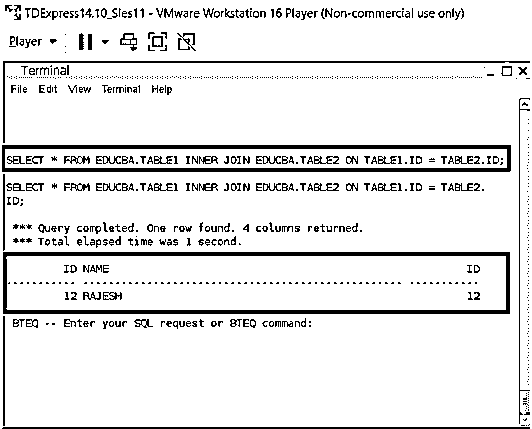 TDExpress14.10_Sles11 - VMware Workstation 16 Player (Non-commercial use only)
Player
Terminal
File Edit View Terminal Help
SELECT * FROM EDUCBA.TABLE1 INNER JOIN EDUCBA.TABLE2 ON TABLE1.ID = TABLE2.ID;
SELECT * FROM EDUCBA.TABLE1 INNER JOIN EDUCBA.TABLE2 ON TABLE1.ID = TABLE2.
ID;
*** Query completed. One row found. 4 columns returned.
*** Total elapsed time was 1 second.
ID NAME ID
----------- -------------------------------------------------- -----------
12 RAJESH 12
BTEQ -- Enter your SQL request or BTEQ command: